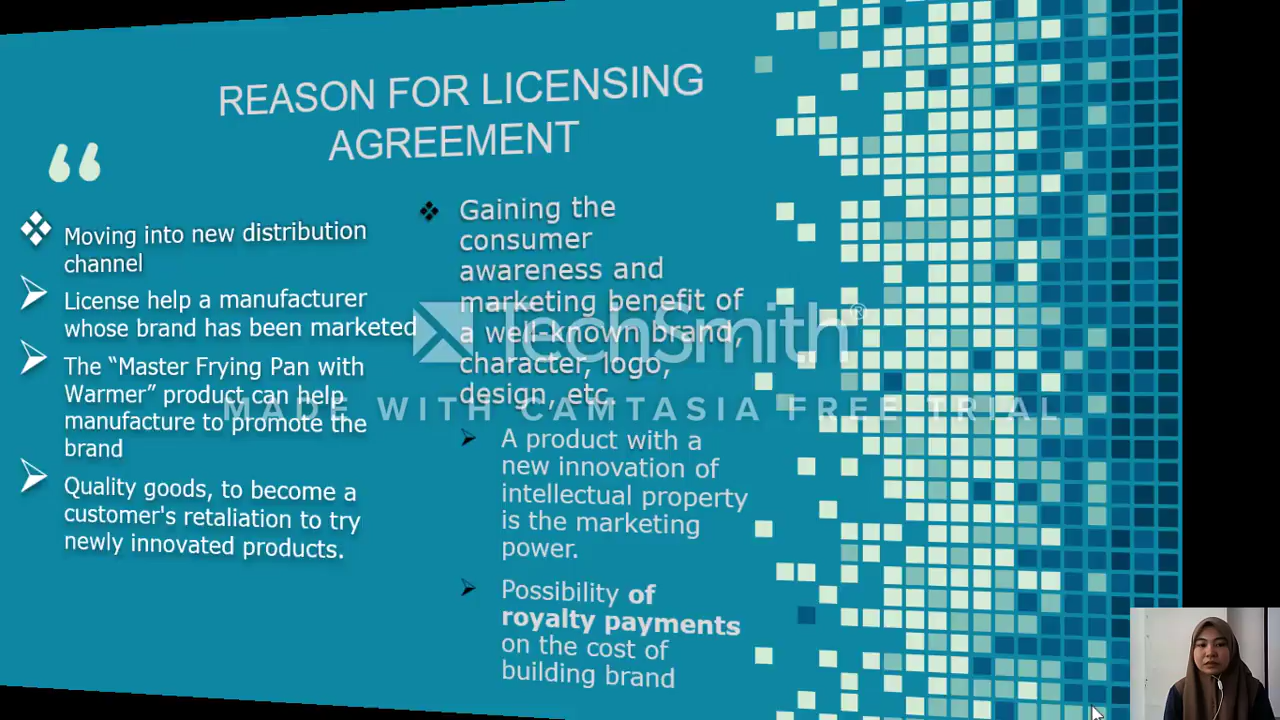 REASON FOR LICENSING
AGREEMENT
“
Moving into new distribution
channel
License help a manufacturer
whose brand has been marketed
The “Master Frying Pan with
Warmer” product can help
manufacture to promote the
brand
Quality goods, to become a
customer's retaliation to try
newly innovated products.
Gaining the
consumer
awareness and
marketing benefit of
a well-known brand,
character, logo,
design, etc.
A product with a
new innovation of
intellectual property
is the marketing
power.
Possibility of
royalty payments
on the cost of
building brand
TechSmith®
MADE WITH CAMTASIA FREE TRIAL